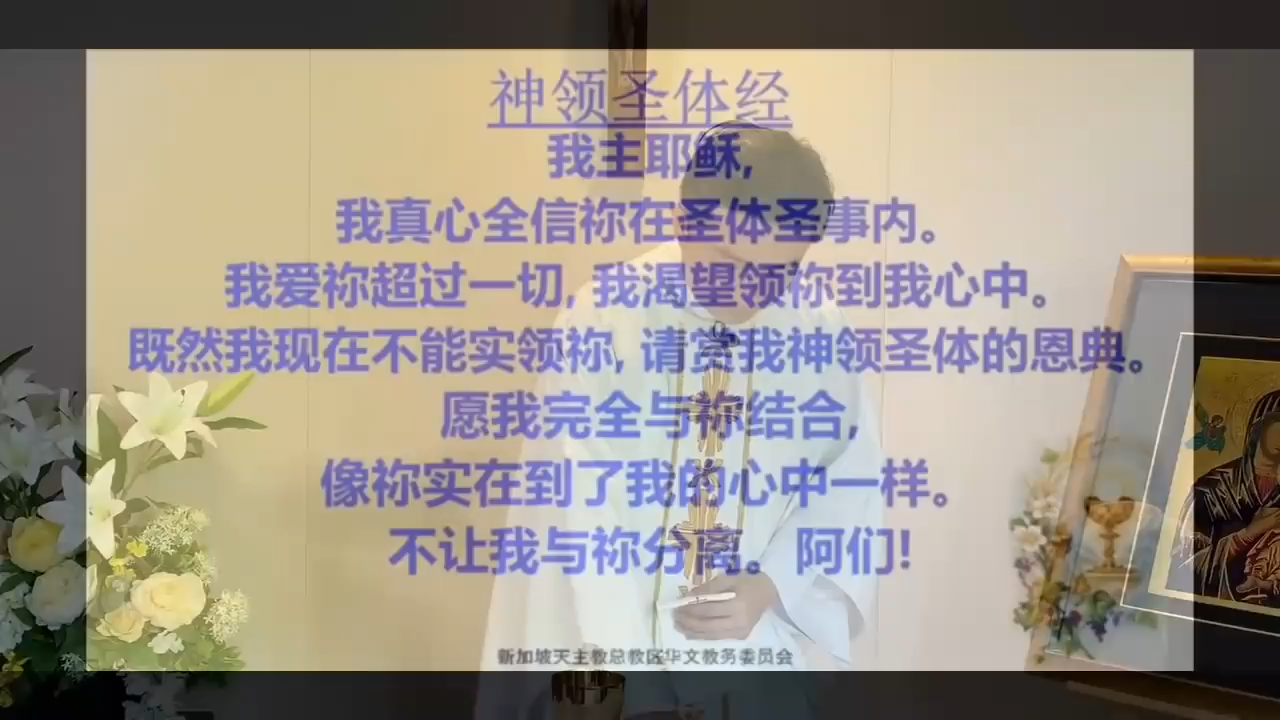 神领圣体经
我主耶稣,
我真心全信祢在圣体圣事内。
我爱祢超过一切, 我渴望领祢到我心中。
既然我现在不能实领祢, 请赏我神领圣体的恩典。
愿我完全与祢结合,
像祢实在到了我的心中一样。
不让我与祢分离。阿们!
新加坡天主教总教区华文教务委员会